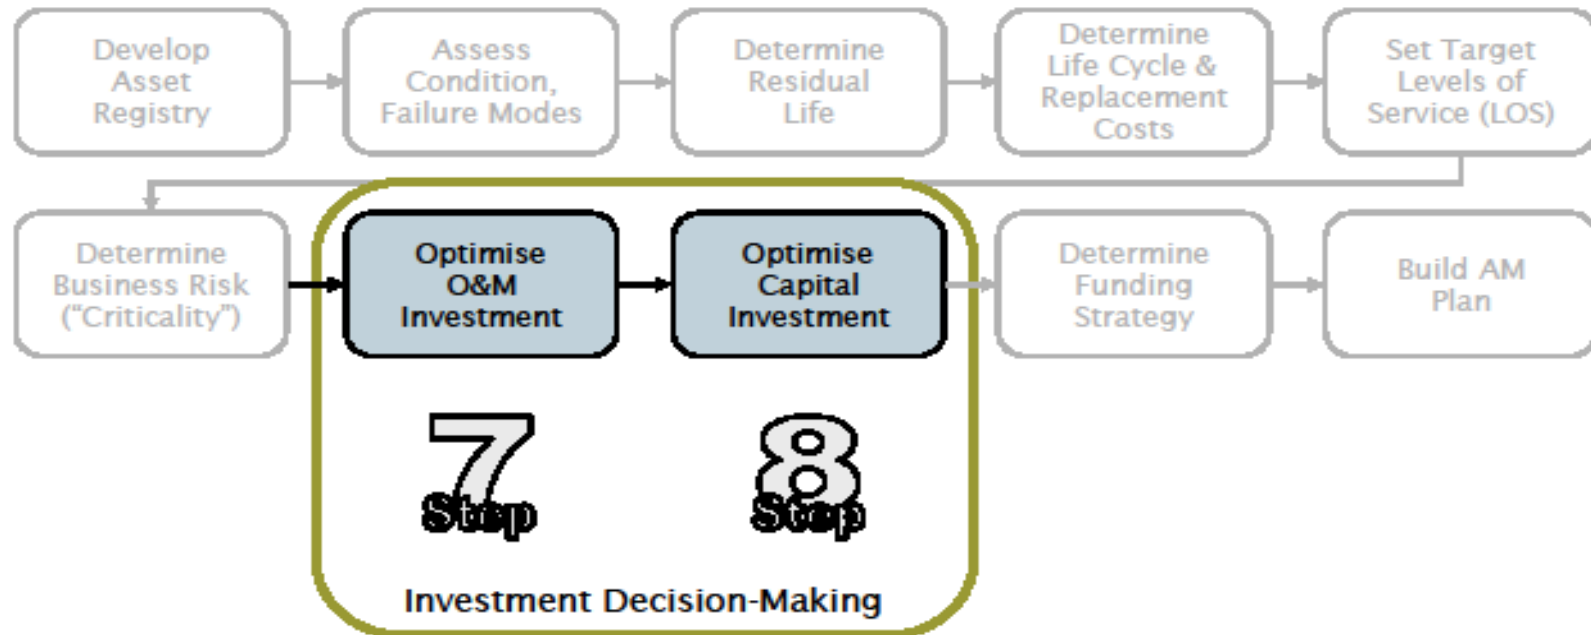 Develop
Asset
Registry
Assess
Condition,
Failure Modes
Determine
Residual
Life
Determine
Life Cycle &
Replacement
Costs
Set Target
Levels of
Service (LOS)
Determine
Business Risk
(“Criticality”)
Optimise
O&M
Investment
Optimise
Capital
Investment
Determine
Funding
Strategy
Build AM
Plan
7
Step
8
Step
Investment Decision-Making